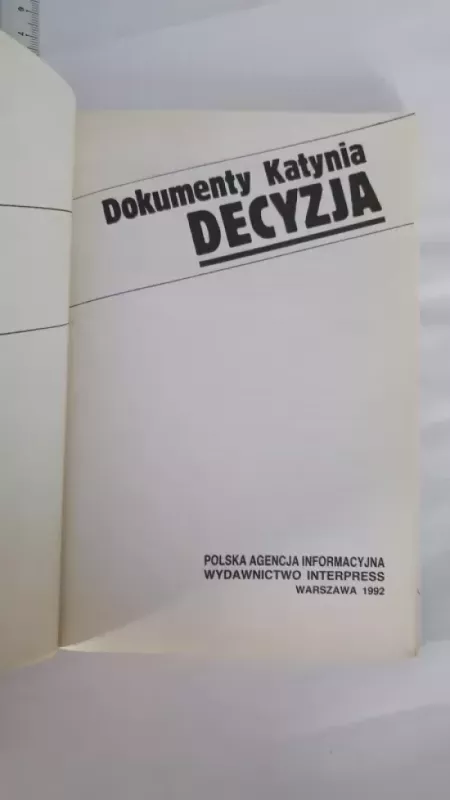 Dokumenty Katynia
DECYZJA
POLSKA AGENCJA INFORMACYJNA
WYDAWNICTWO INTERPRESS
WARSZAWA 1992